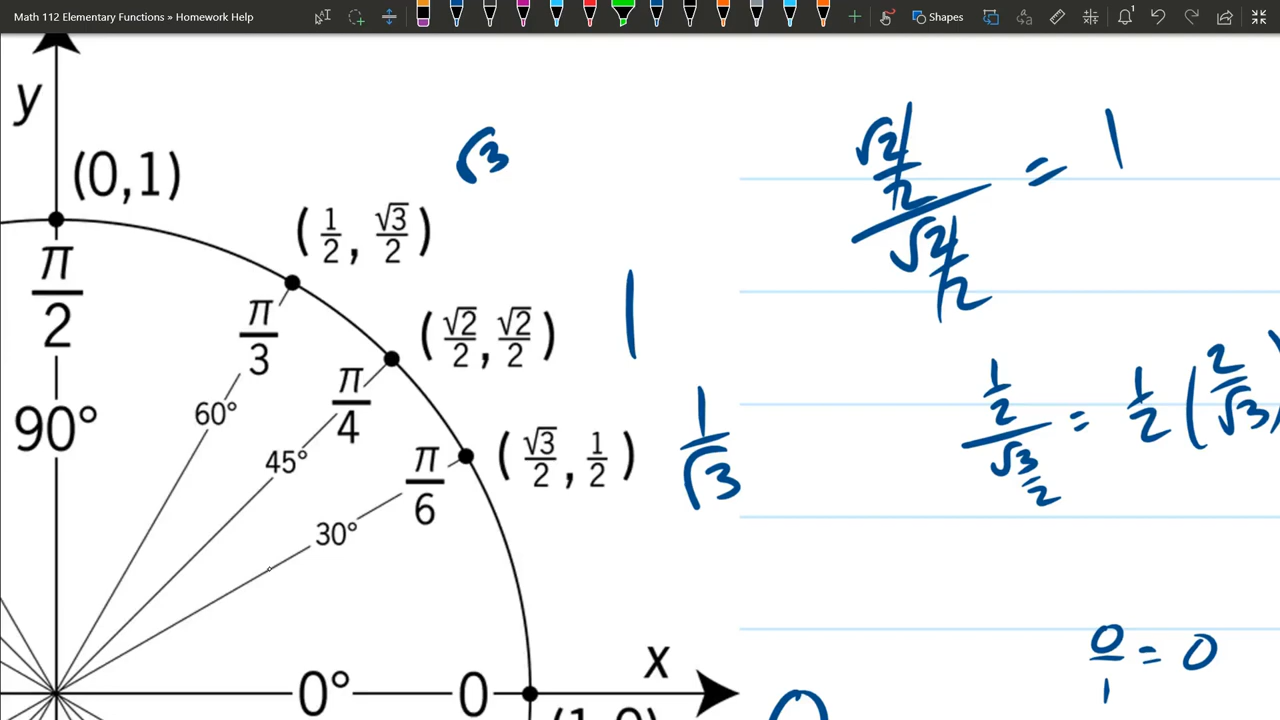 Math 112 Elementary Functions » Homework Help
Shapes
y
(0,1)
√3
(1/2, √3/2)
(√2/2, √2/2)
(√3/2, 1/2)
π/2
π/3
π/4
π/6
90°
60°
45°
30°
0°
0
x
1
1/√3
(√2/2)/(√2/2) = 1
(1/2)/(√3/2) = 1/2 (2/√3)
0/1 = 0
0